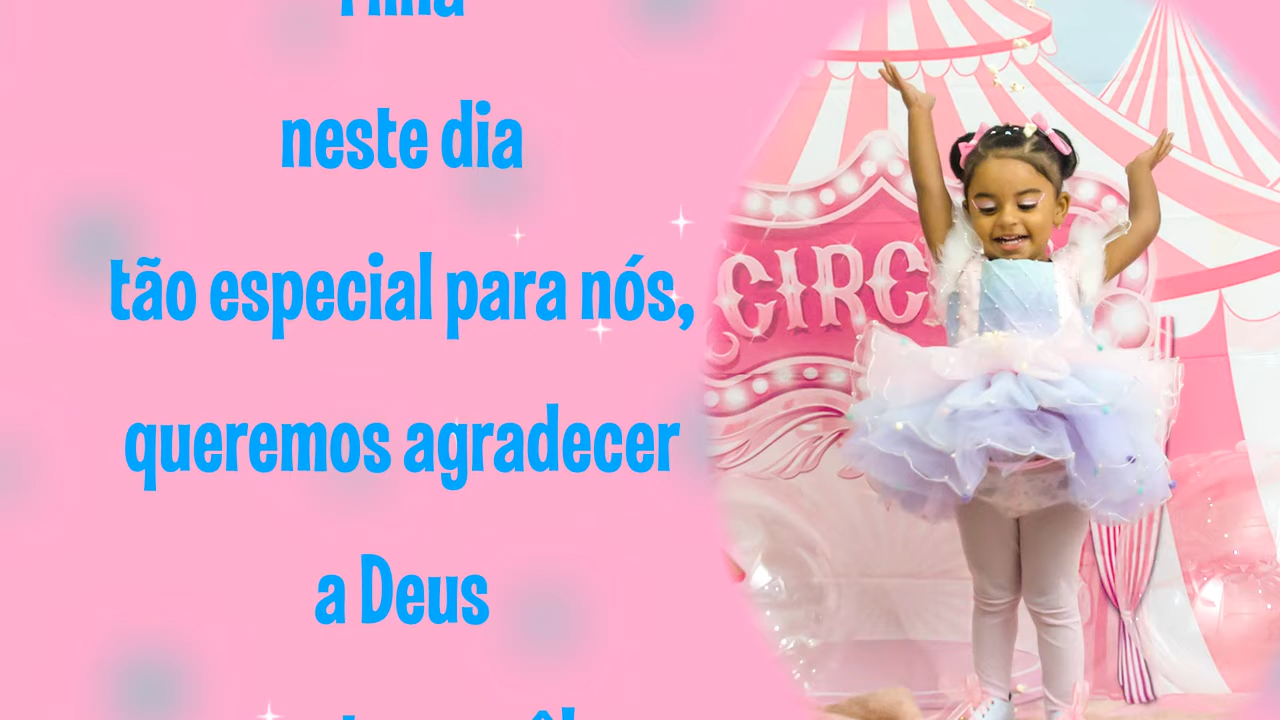 neste dia
tão especial para nós,
queremos agradecer
a Deus